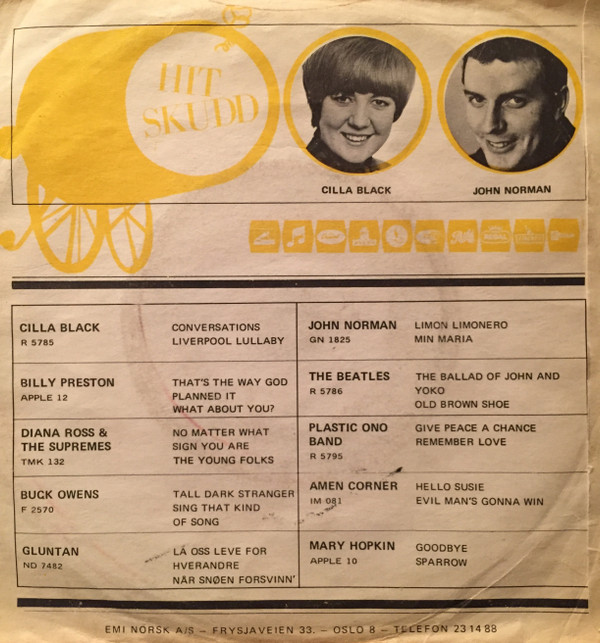 HIT
SKUDD
CILLA BLACK
JOHN NORMAN
CILLA BLACK
R 5785
CONVERSATIONS
LIVERPOOL LULLABY
BILLY PRESTON
APPLE 12
THAT'S THE WAY GOD
PLANNED IT
WHAT ABOUT YOU?
DIANA ROSS &
THE SUPREMES
TMK 132
NO MATTER WHAT
SIGN YOU ARE
THE YOUNG FOLKS
BUCK OWENS
F 2570
TALL DARK STRANGER
SING THAT KIND
OF SONG
GLUNTAN
ND 7482
LÅ OSS LEVE FOR
HVERANDRE
NÅR SNØEN FORSVINN'
JOHN NORMAN
GN 1825
LIMON LIMONERO
MIN MARIA
THE BEATLES
R 5786
THE BALLAD OF JOHN AND
YOKO
OLD BROWN SHOE
PLASTIC ONO
BAND
R 5795
GIVE PEACE A CHANCE
REMEMBER LOVE
AMEN CORNER
IM 081
HELLO SUSIE
EVIL MAN'S GONNA WIN
MARY HOPKIN
APPLE 10
GOODBYE
SPARROW
EMI NORSK A/S – FRYSJAVEIEN 33. – OSLO 8 – TELEFON 23 14 88